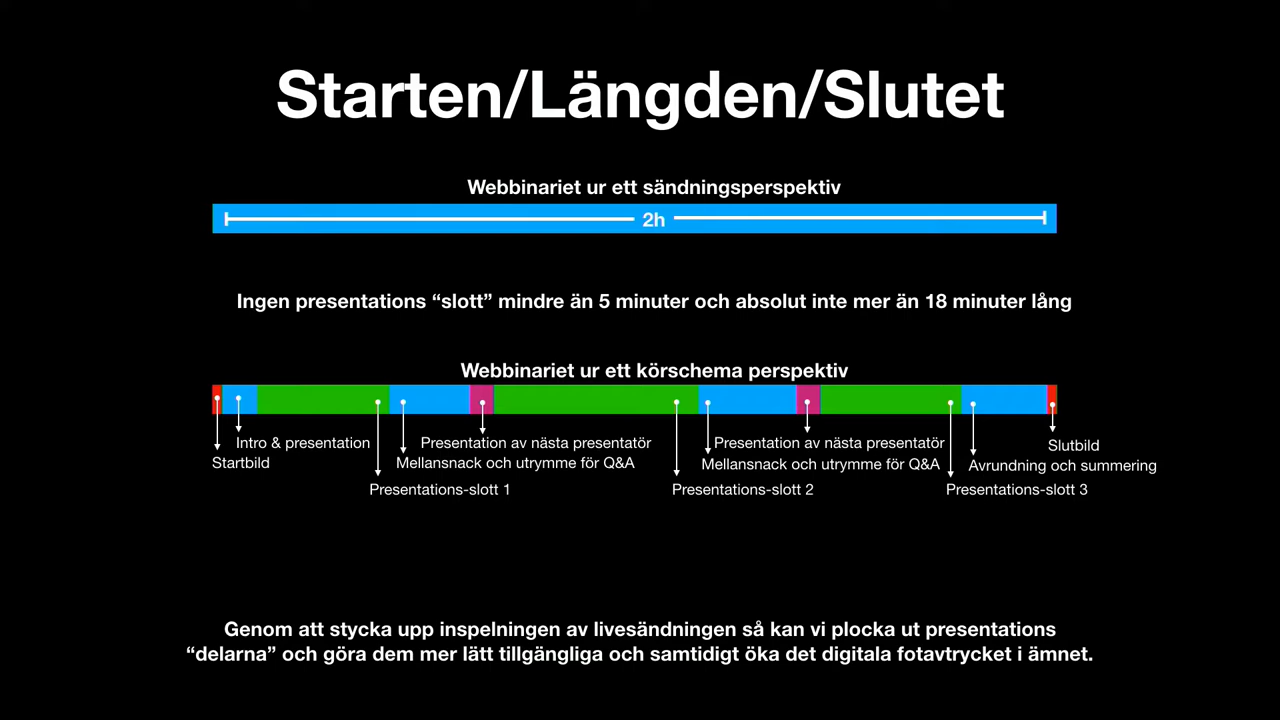 Starten/Längden/Slutet
Webbinariet ur ett sändningsperspektiv
2h
Ingen presentations “slott” mindre än 5 minuter och absolut inte mer än 18 minuter lång
Webbinariet ur ett körschema perspektiv
Intro & presentation
Startbild
Presentations-slott 1
Presentation av nästa presentatör
Mellansnack och utrymme för Q&A
Presentations-slott 2
Presentation av nästa presentatör
Mellansnack och utrymme för Q&A
Presentations-slott 3
Slutbild
Avrundning och summering
Genom att stycka upp inspelningen av livesändningen så kan vi plocka ut presentations
“delarna” och göra dem mer lätt tillgängliga och samtidigt öka det digitala fotavtrycket i ämnet.